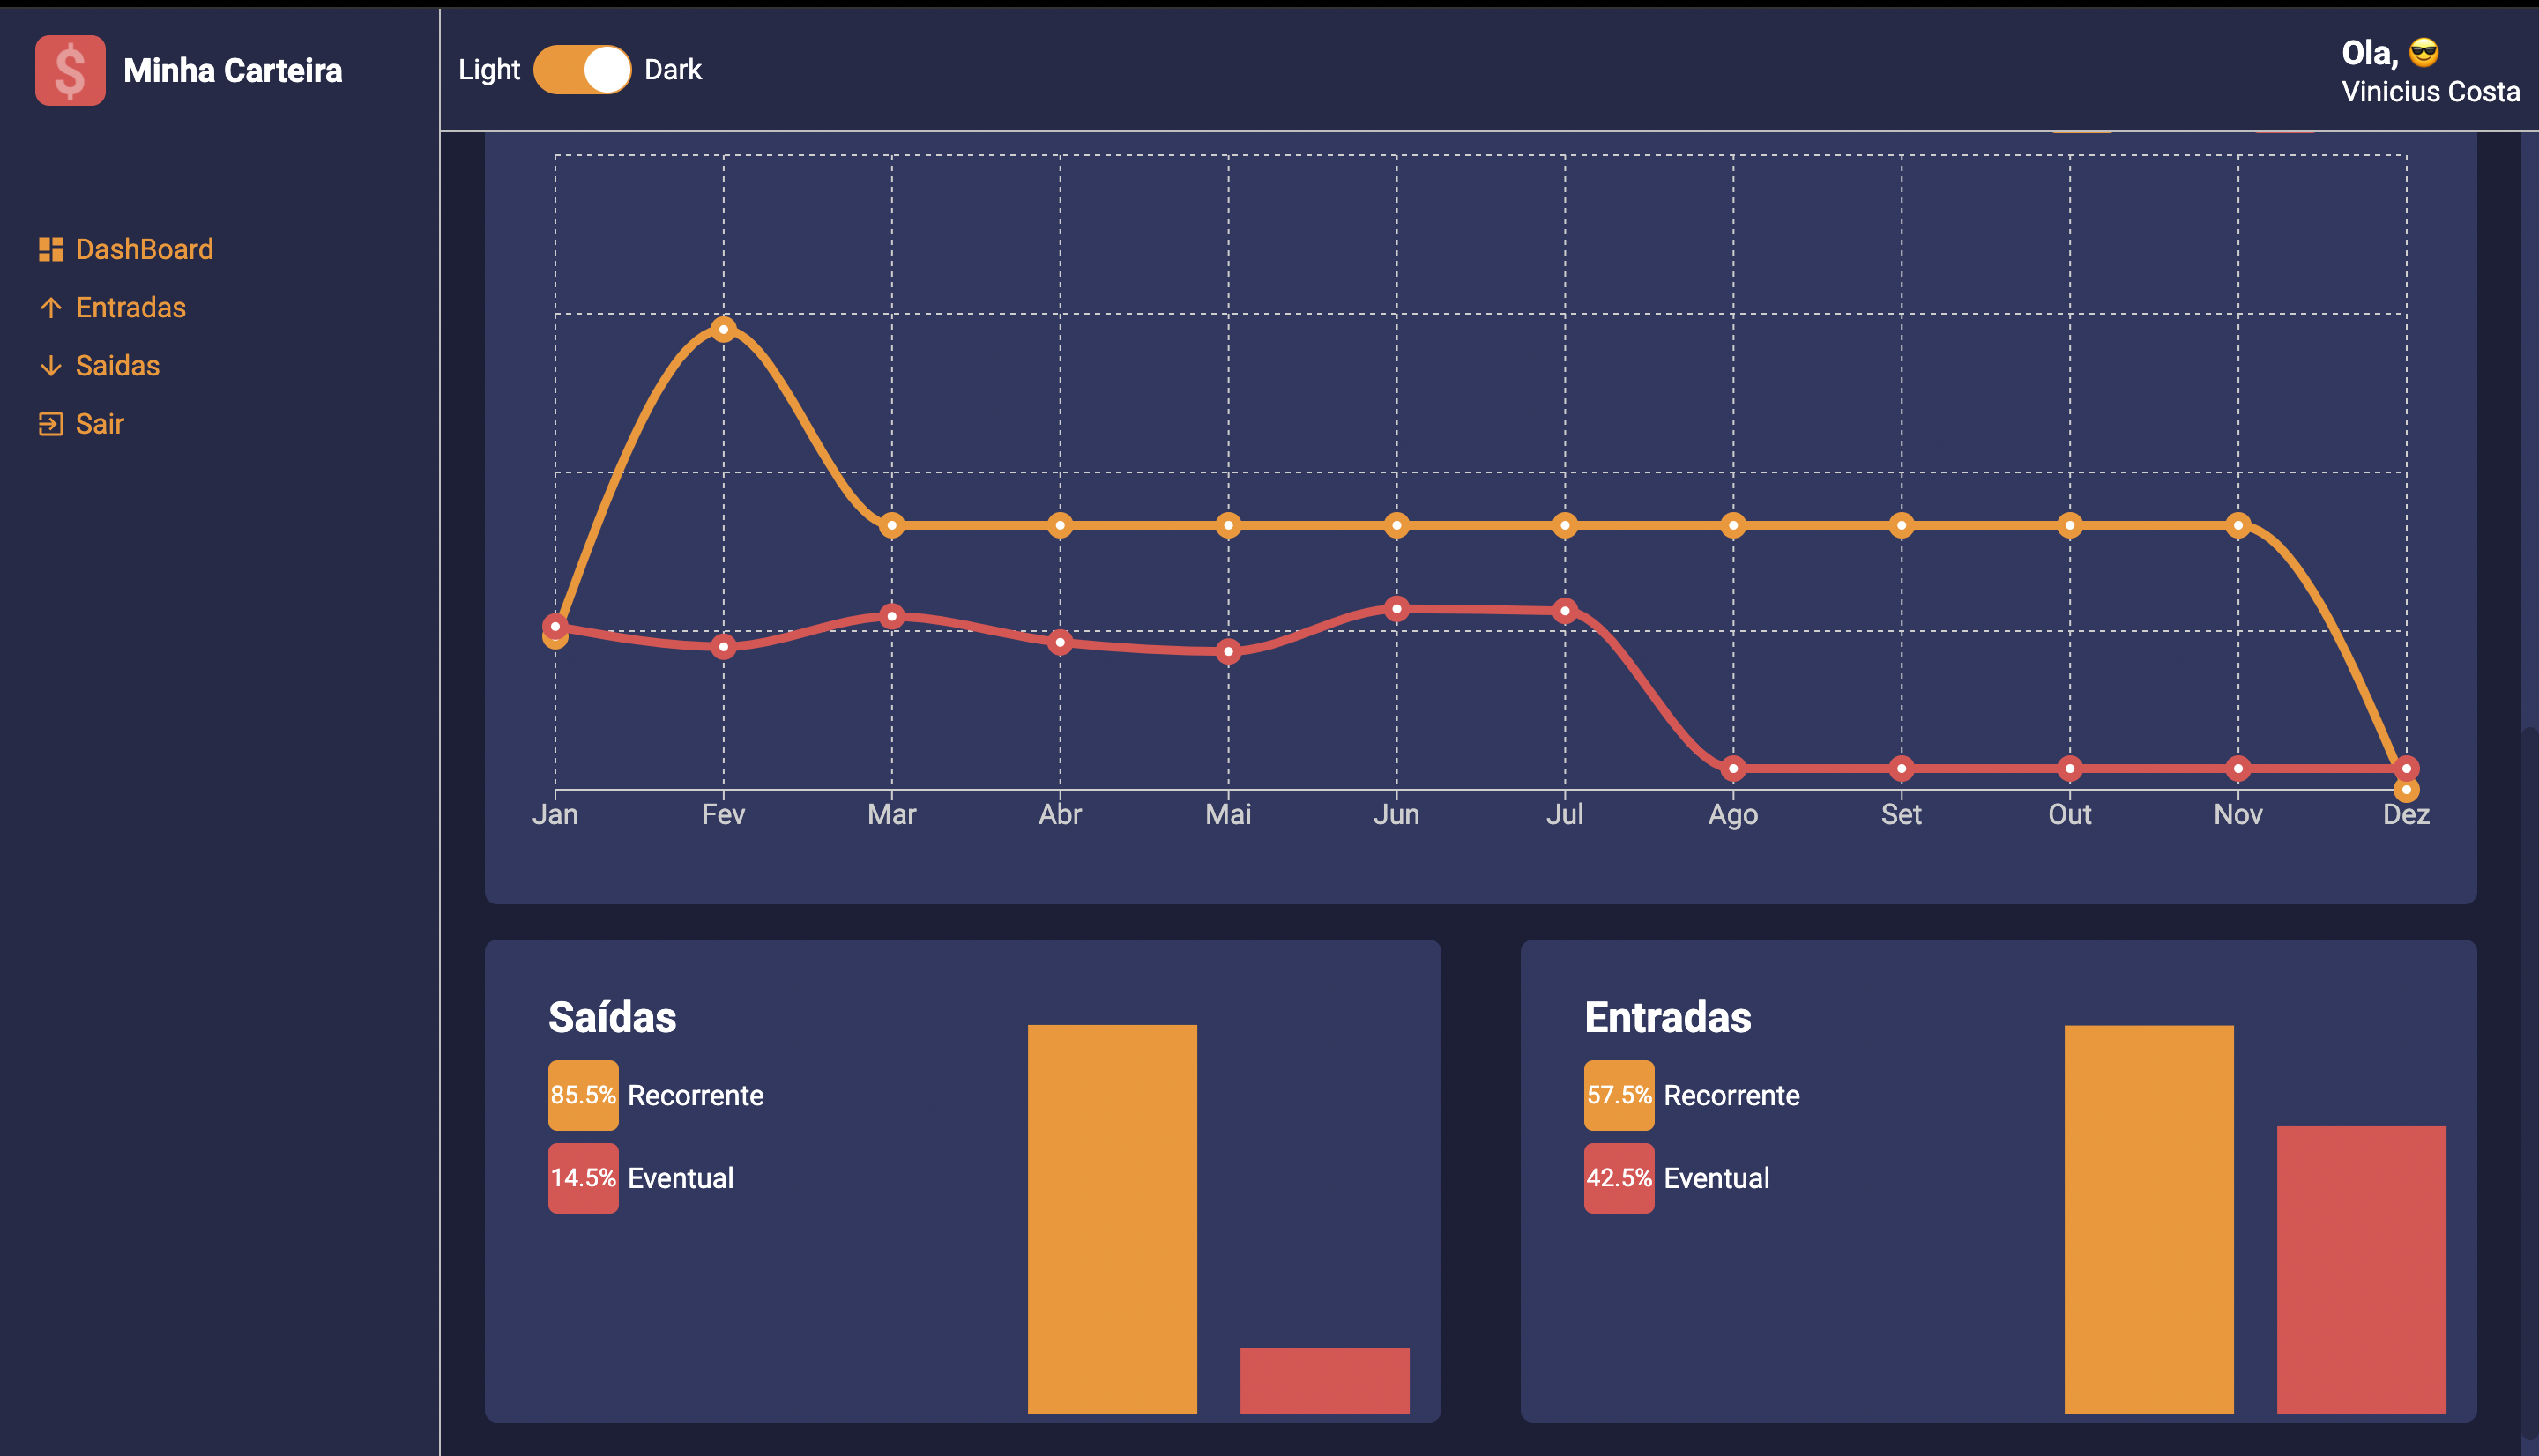 Minha Carteira
Light Dark
Ola, 😎
Vinicius Costa
DashBoard
Entradas
Saidas
Sair
Jan Fev Mar Abr Mai Jun Jul Ago Set Out Nov Dez
Saídas
85.5% Recorrente
14.5% Eventual
Entradas
57.5% Recorrente
42.5% Eventual